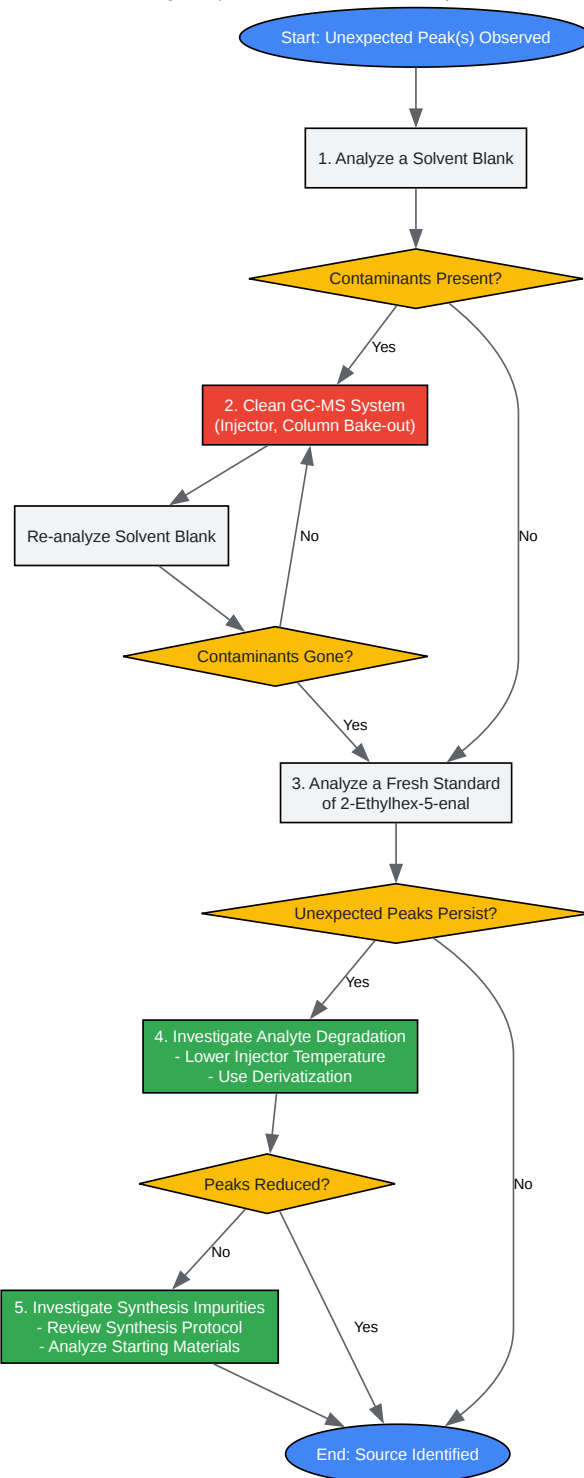 Start: Unexpected Peak(s) Observed
1. Analyze a Solvent Blank
Contaminants Present?
Yes
2. Clean GC-MS System
(Injector, Column Bake-out)
Re-analyze Solvent Blank
No
No
Contaminants Gone?
Yes
3. Analyze a Fresh Standard
of 2-Ethylhex-5-enal
Unexpected Peaks Persist?
Yes
4. Investigate Analyte Degradation
- Lower Injector Temperature
- Use Derivatization
Peaks Reduced?
No
No
5. Investigate Synthesis Impurities
- Review Synthesis Protocol
- Analyze Starting Materials
Yes
End: Source Identified